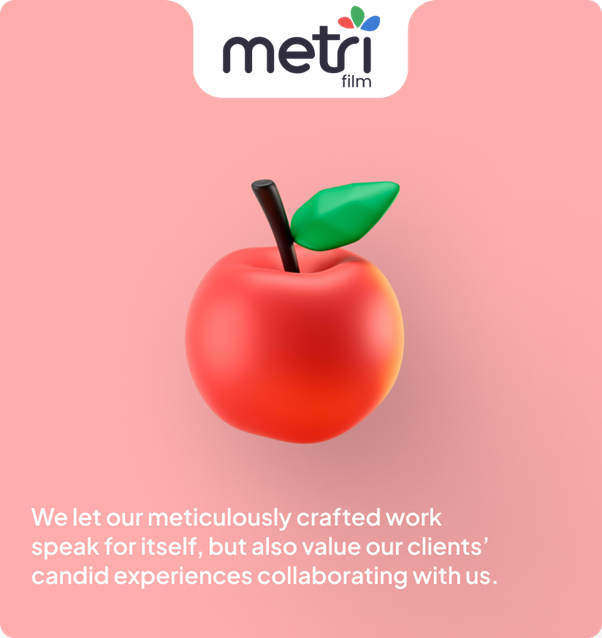 metri
film
We let our meticulously crafted work
speak for itself, but also value our clients’
candid experiences collaborating with us.